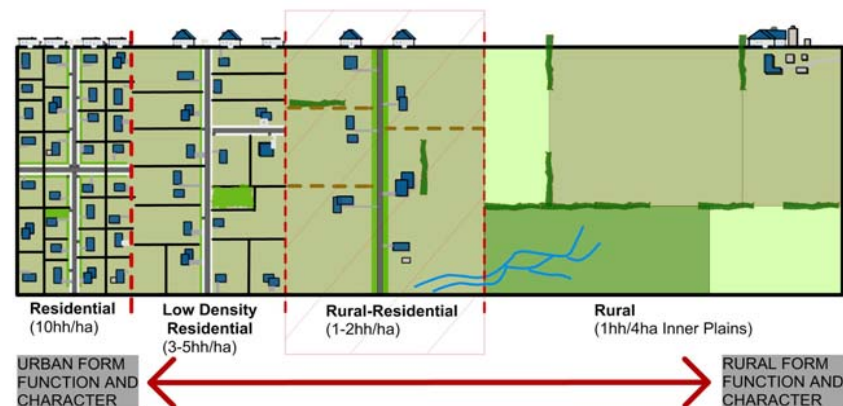 Residential
(10hh/ha)
Low Density
Residential
(3-5hh/ha)
Rural-Residential
(1-2hh/ha)
Rural
(1hh/4ha Inner Plains)
URBAN FORM
FUNCTION AND
CHARACTER
RURAL FORM
FUNCTION AND
CHARACTER